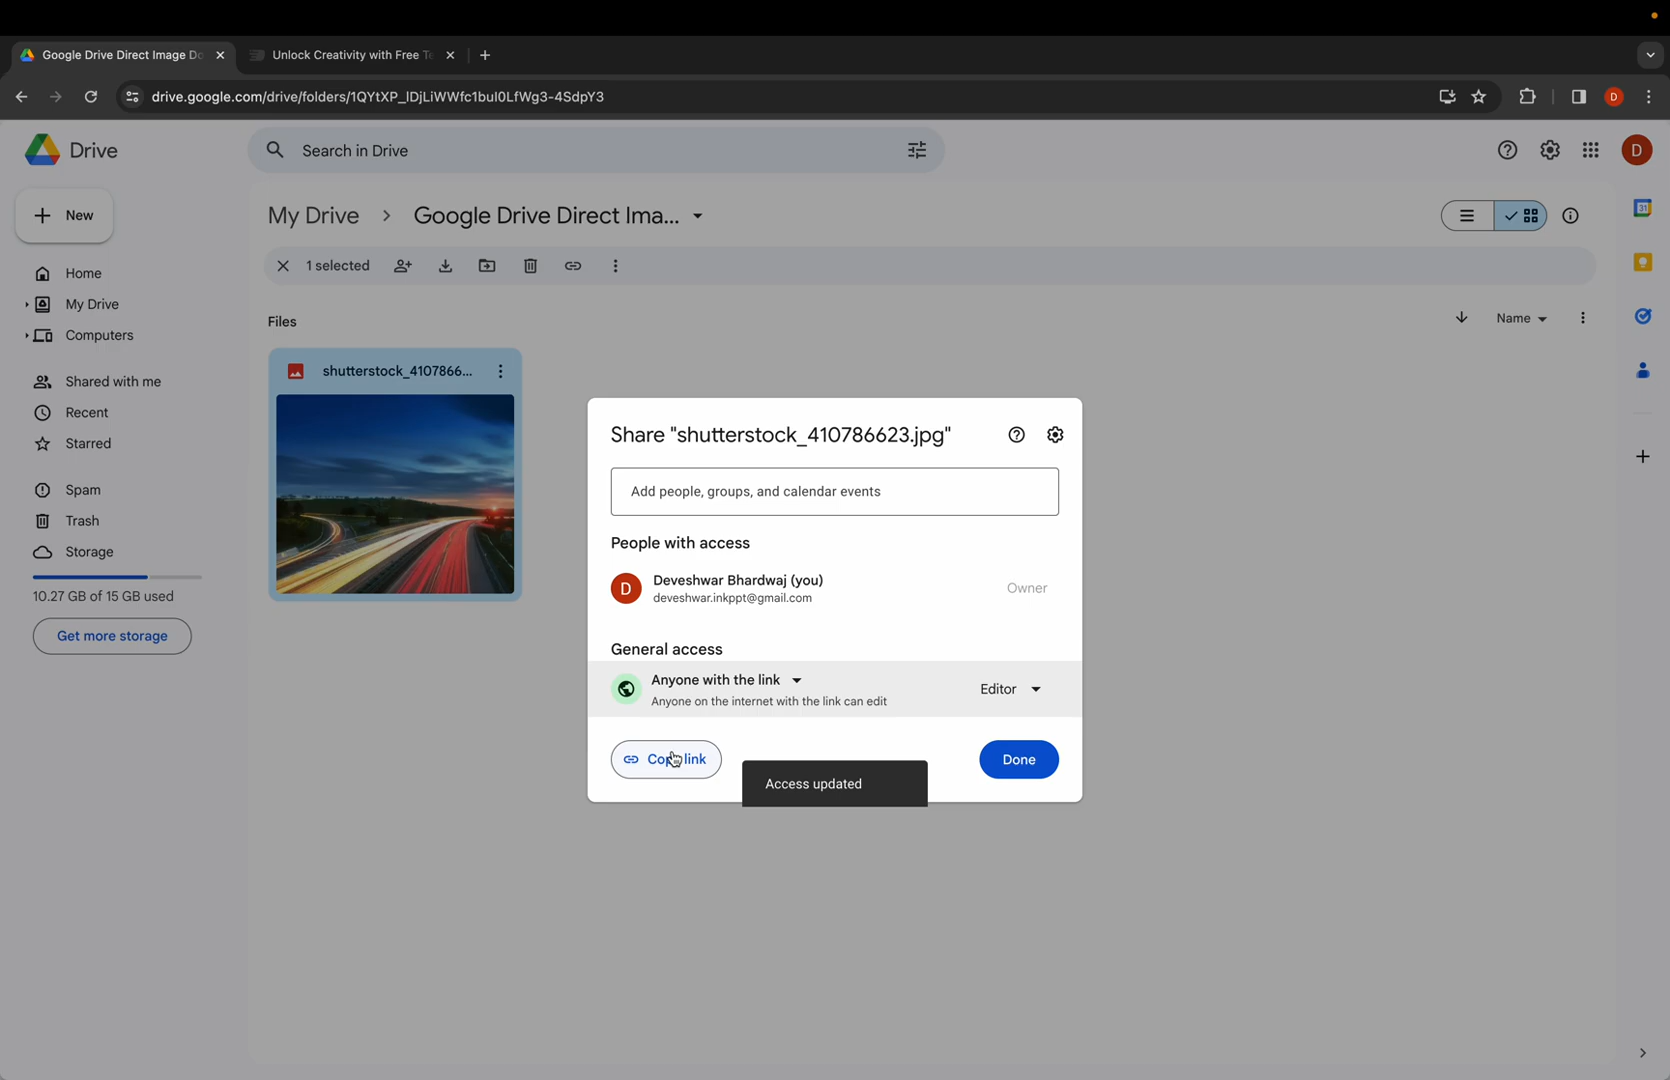 Google Drive Direct Image Do
Unlock Creativity with Free Te
drive.google.com/drive/folders/1QYtXP_lDjLiWWfc1bul0LfWg3-4SdpY3
D
Drive
Search in Drive
D
New
My Drive
Google Drive Direct Ima...
31
1 selected
Home
My Drive
Computers
Files
Name
Shared with me
Recent
Starred
Spam
Trash
Storage
10.27 GB of 15 GB used
Get more storage
shutterstock_4107866...
Share "shutterstock_410786623.jpg"
Add people, groups, and calendar events
People with access
D
Deveshwar Bhardwaj (you)
deveshwar.inkppt@gmail.com
Owner
General access
Anyone with the link
Anyone on the internet with the link can edit
Editor
Copy link
Done
Access updated